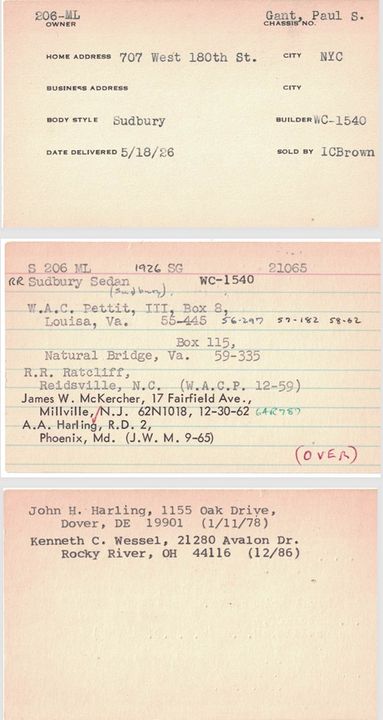 206-ML Gant, Paul S.
OWNER CHASSIS NO.
HOME ADDRESS 707 West 180th St. CITY NYC
BUSINESS ADDRESS CITY
BODY STYLE Sudbury BUILDER WC-1540
DATE DELIVERED 5/18/26 SOLD BY ICBrown
S 206 ML 1926 SG 21065
RR Sudbury Sedan WC-1540
(Sudbury).
W.A.C. Pettit, III, Box 8,
Louisa, Va. 55-445 56-297 57-182 58-62
Box 115,
Natural Bridge, Va. 59-335
R.R. Ratcliff,
Reidsville, N.C. (W.A.C.P. 12-59)
James W. McKercher, 17 Fairfield Ave.,
Millville, N.J. 62N1018, 12-30-62
A.A. Harling, R.D. 2,
Phoenix, Md. (J.W. M. 9-65)
(OVER)
John H. Harling, 1155 Oak Drive,
Dover, DE 19901 (1/11/78)
Kenneth C. Wessel, 21280 Avalon Dr.
Rocky River, OH 44116 (12/86)